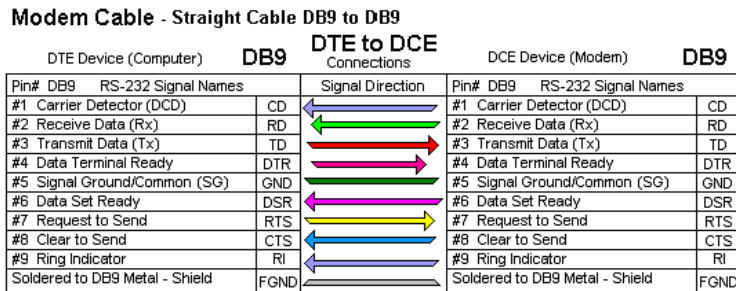 Modem Cable - Straight Cable DB9 to DB9
DTE Device (Computer) DB9 DTE to DCE Connections DCE Device (Modem) DB9
Pin# DB9 RS-232 Signal Names Signal Direction Pin# DB9 RS-232 Signal Names
#1 Carrier Detector (DCD) CD #1 Carrier Detector (DCD) CD
#2 Receive Data (Rx) RD #2 Receive Data (Rx) RD
#3 Transmit Data (Tx) TD #3 Transmit Data (Tx) TD
#4 Data Terminal Ready DTR #4 Data Terminal Ready DTR
#5 Signal Ground/Common (SG) GND #5 Signal Ground/Common (SG) GND
#6 Data Set Ready DSR #6 Data Set Ready DSR
#7 Request to Send RTS #7 Request to Send RTS
#8 Clear to Send CTS #8 Clear to Send CTS
#9 Ring Indicator RI #9 Ring Indicator RI
Soldered to DB9 Metal - Shield FGND Soldered to DB9 Metal - Shield FGND